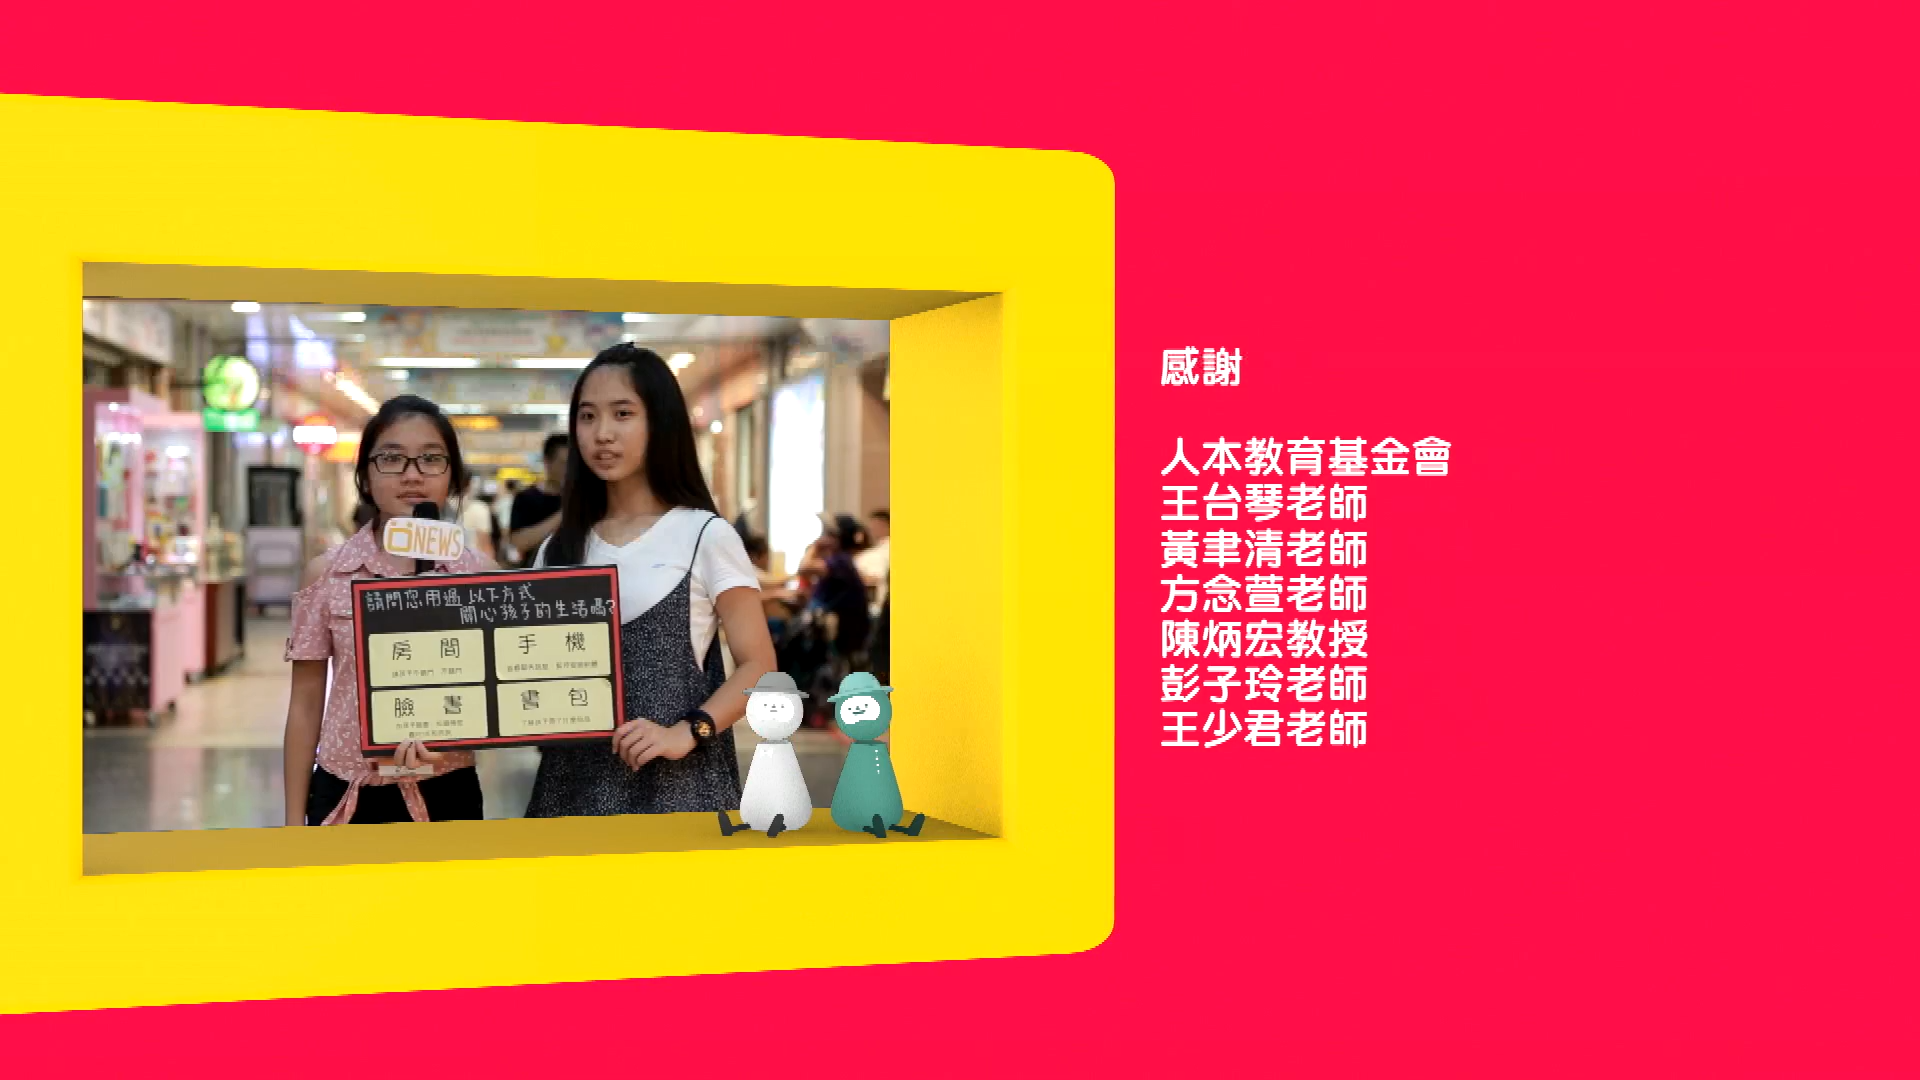 感謝
人本教育基金會
王台琴老師
黃聿清老師
方念萱老師
陳炳宏教授
彭子玲老師
王少君老師
NEWS
請問您用過以下方式
關心孩子的生活嗎?
房間
手機
臉書
書包